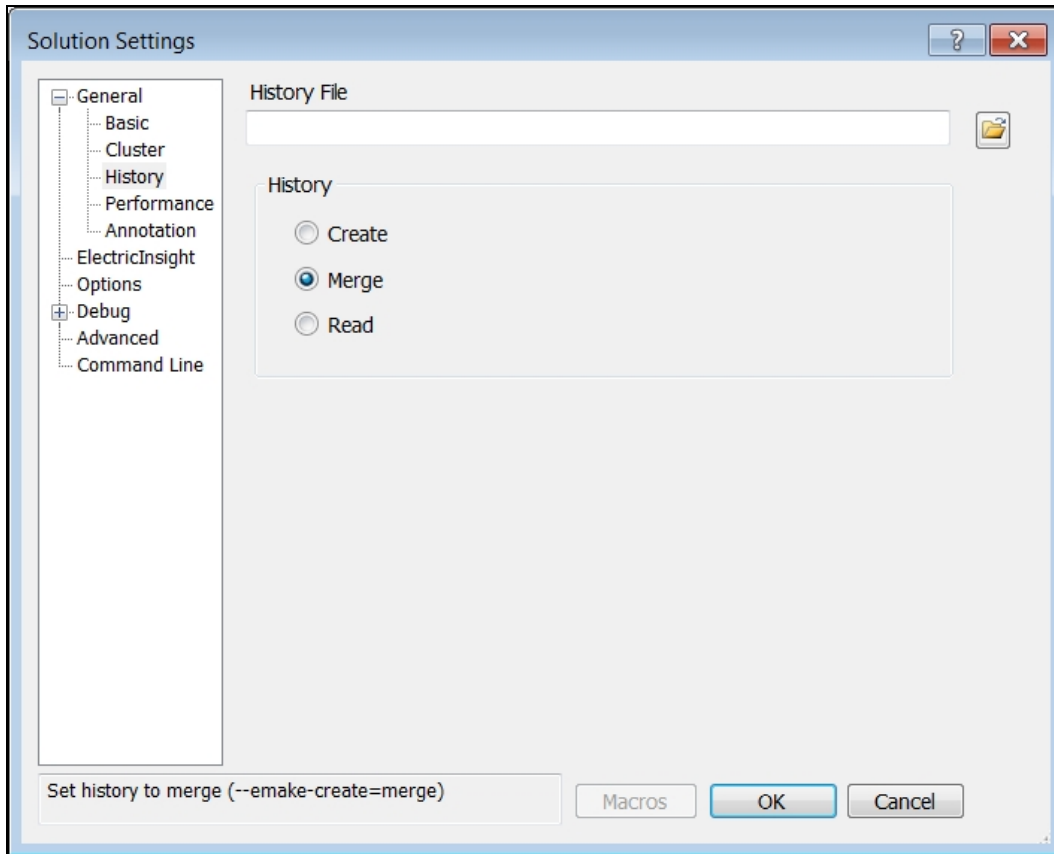 Solution Settings
General
Basic
Cluster
History
Performance
Annotation
ElectricInsight
Options
Debug
Advanced
Command Line
History File
History
Create
Merge
Read
Set history to merge (--emake-create=merge)
Macros
OK
Cancel